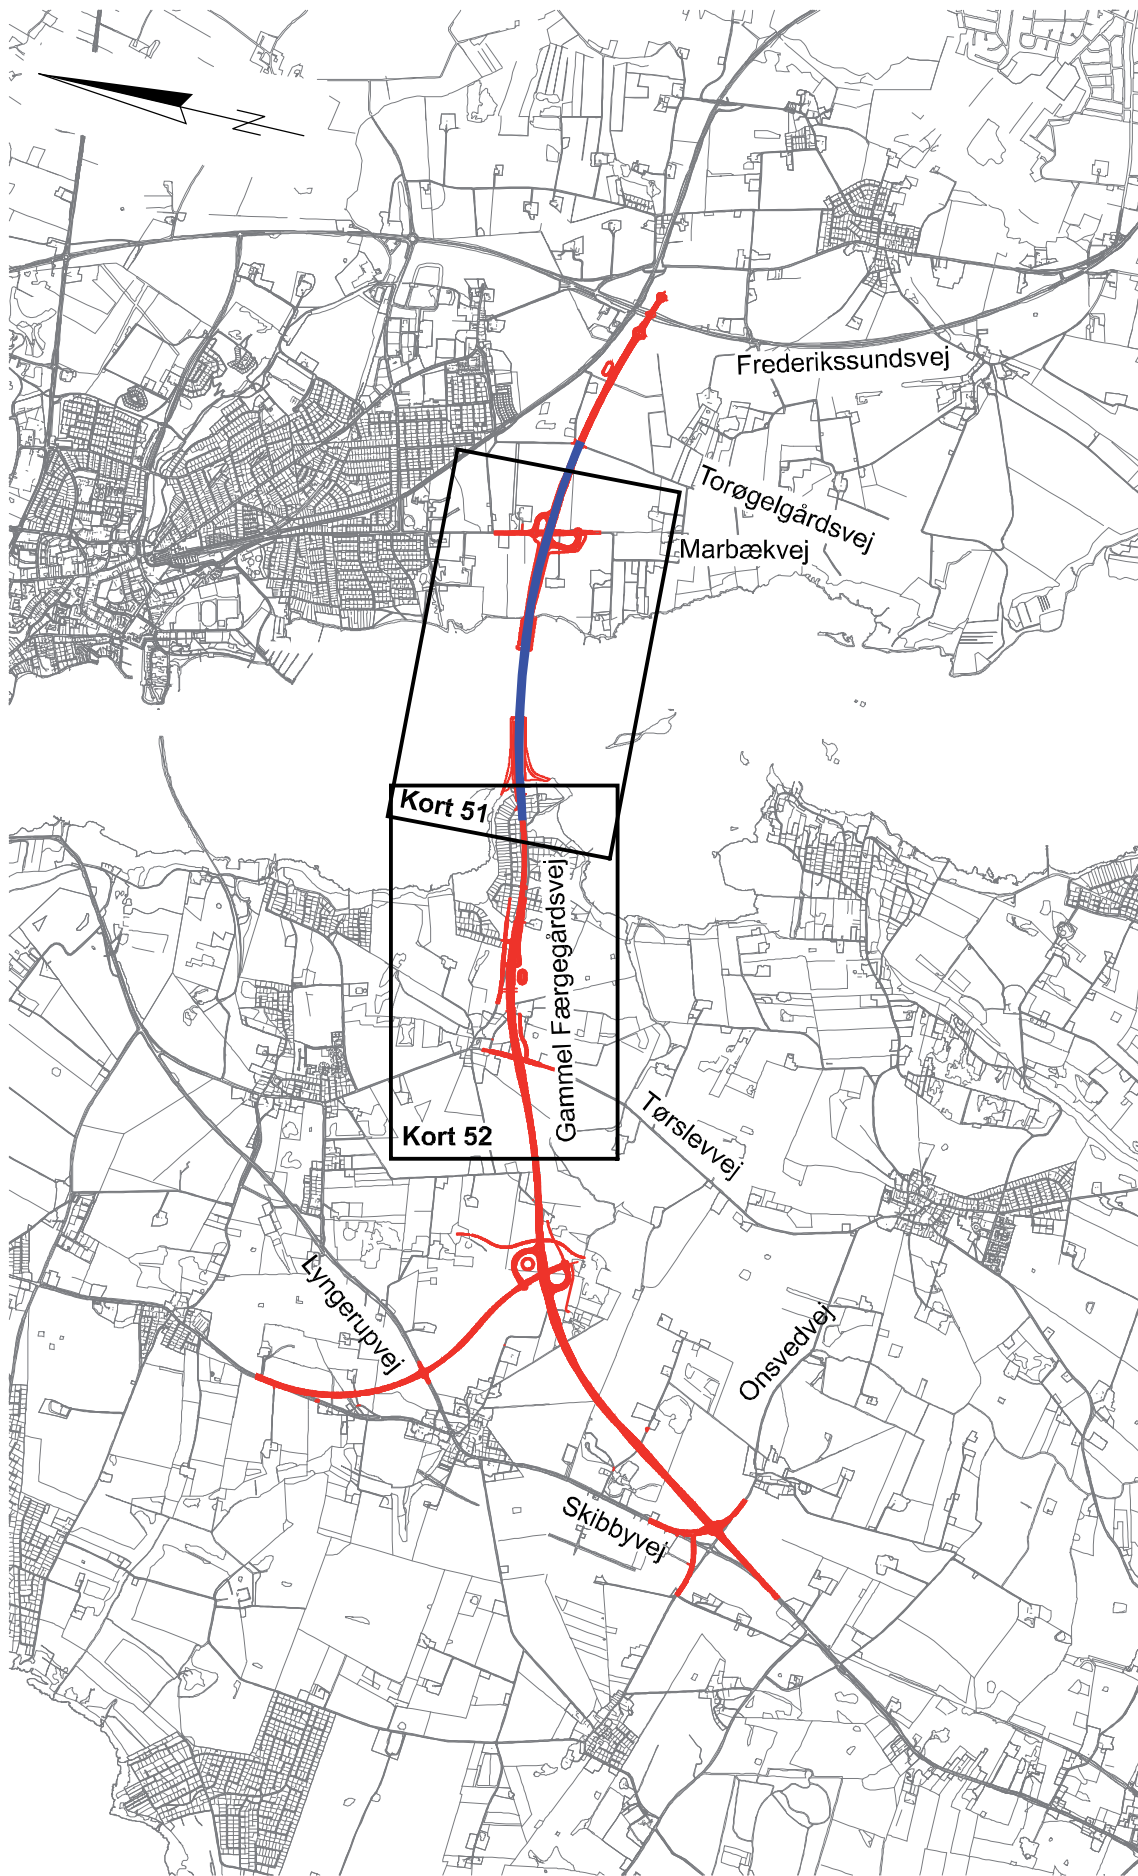 N
Frederikssundsvej
Torøgelgårdsvej
Marbækvej
Kort 51
Gammel Færgegårdsvej
Kort 52
Tørslevvej
Lyngerupvej
Onsvedvej
Skibbyvej